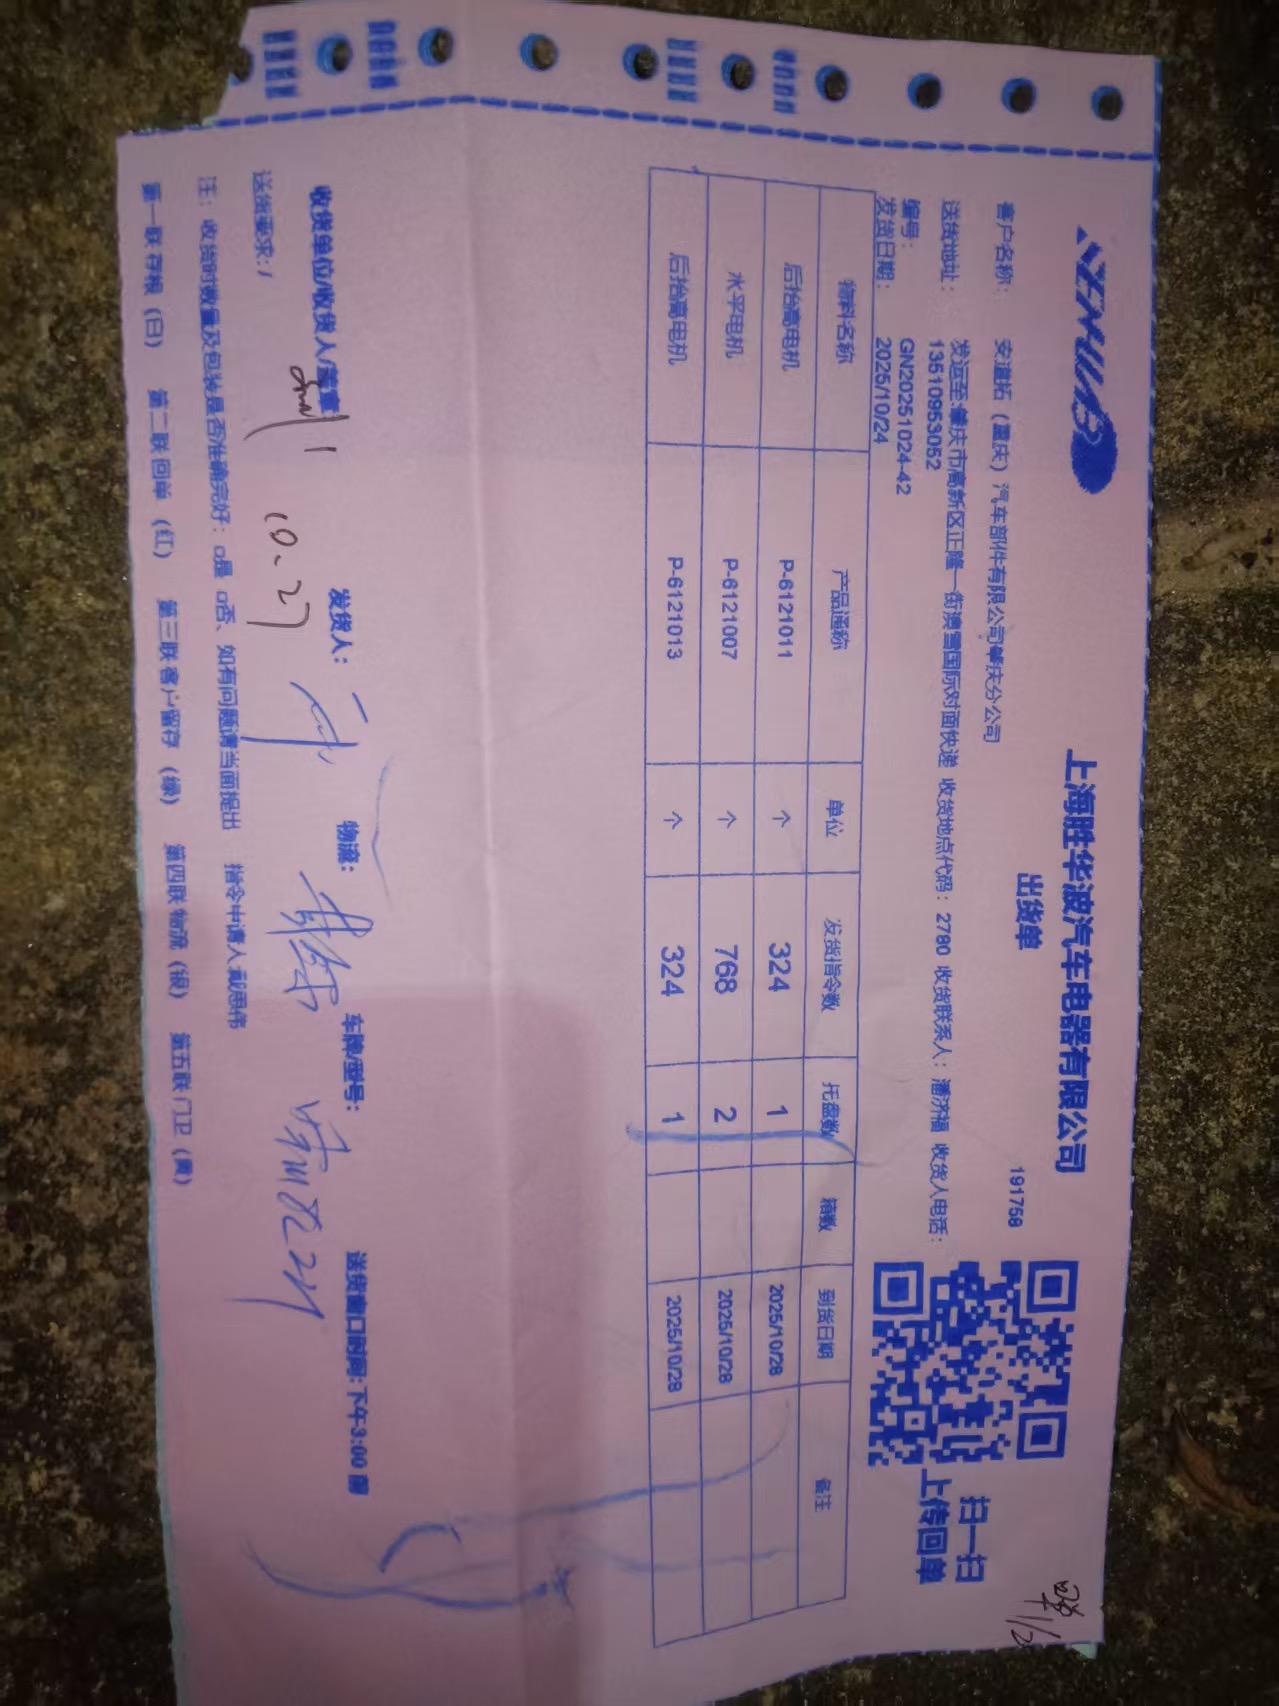 SENHUA
上海胜华波汽车电器有限公司
出货单
191758
扫一扫
上传回单
客户名称： 安道拓（重庆）汽车部件有限公司肇庆分公司
送货地址： 发运至:肇庆市高新区正隆一街澳雪国际对面快递 收货地点代码：2780 收货联系人：潘济福 收货人电话：
13510953052
编号： GN20251024-42
发货日期： 2025/10/24
物料名称 产品通称 单位 发货指令数 托盘数 箱数 到货日期 备注
后抬高电机 P-6121011 个 324 1 2025/10/28
水平电机 P-6121007 个 768 2 2025/10/28
后抬高电机 P-6121013 个 324 1 2025/10/28
收货单位/收货人/盖章 发货人： 物流： 车牌/型号： 送货窗口时间:下午3:00前
10.27
送货要求：/
注：收货时数量及包装是否准确完好：□是 □否、如有问题请当面提出 指令申请人:戴思伟
第一联 存根（白） 第二联 回单（红） 第三联 客户留存（绿） 第四联 物流（银） 第五联 门卫（黄）